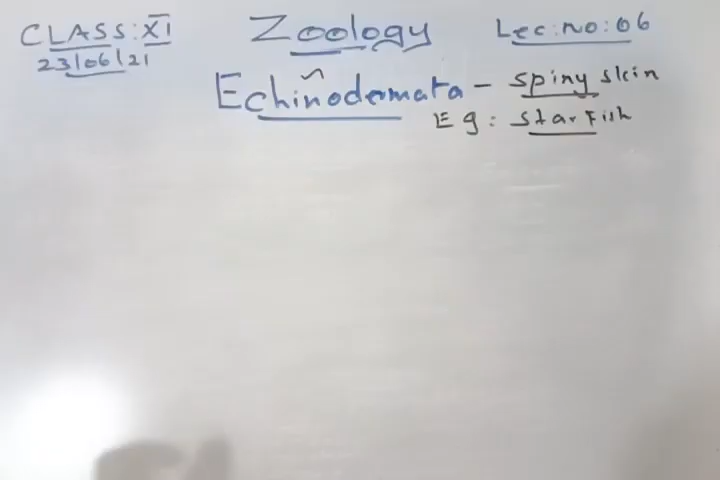 CLASS: XI Zoology Lec: no: 06
23/06/21
Echinodermata - spiny skin
Eg: star Fish